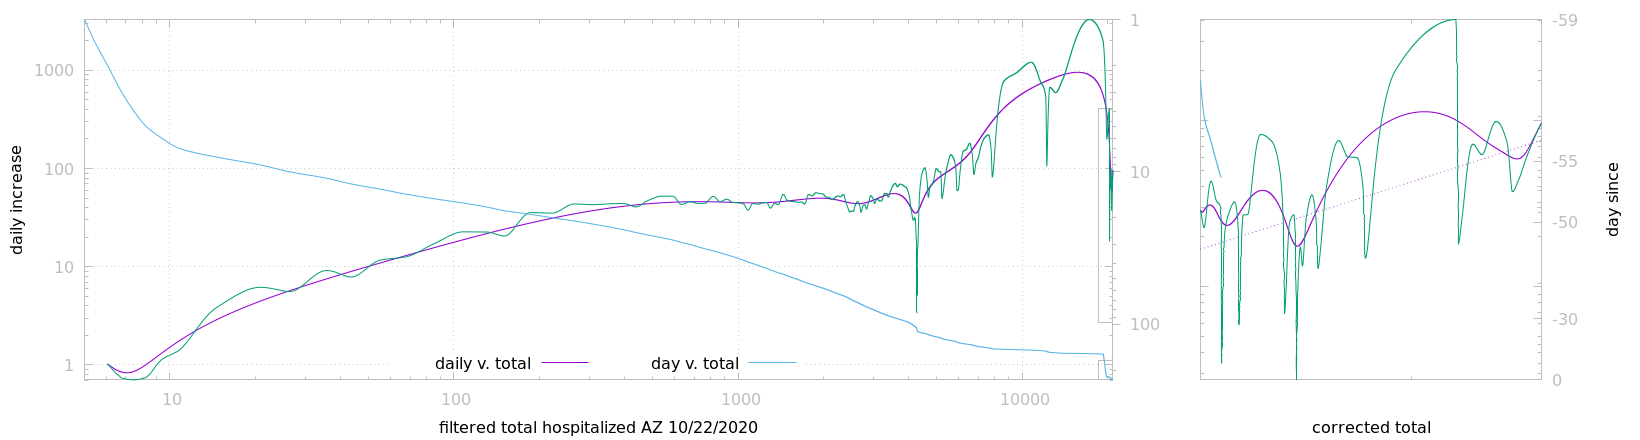 1000
100
10
1
daily increase
10
100
1000
10000
filtered total hospitalized AZ 10/22/2020
daily v. total
day v. total
1
10
100
-59
-55
-50
-30
0
day since
corrected total